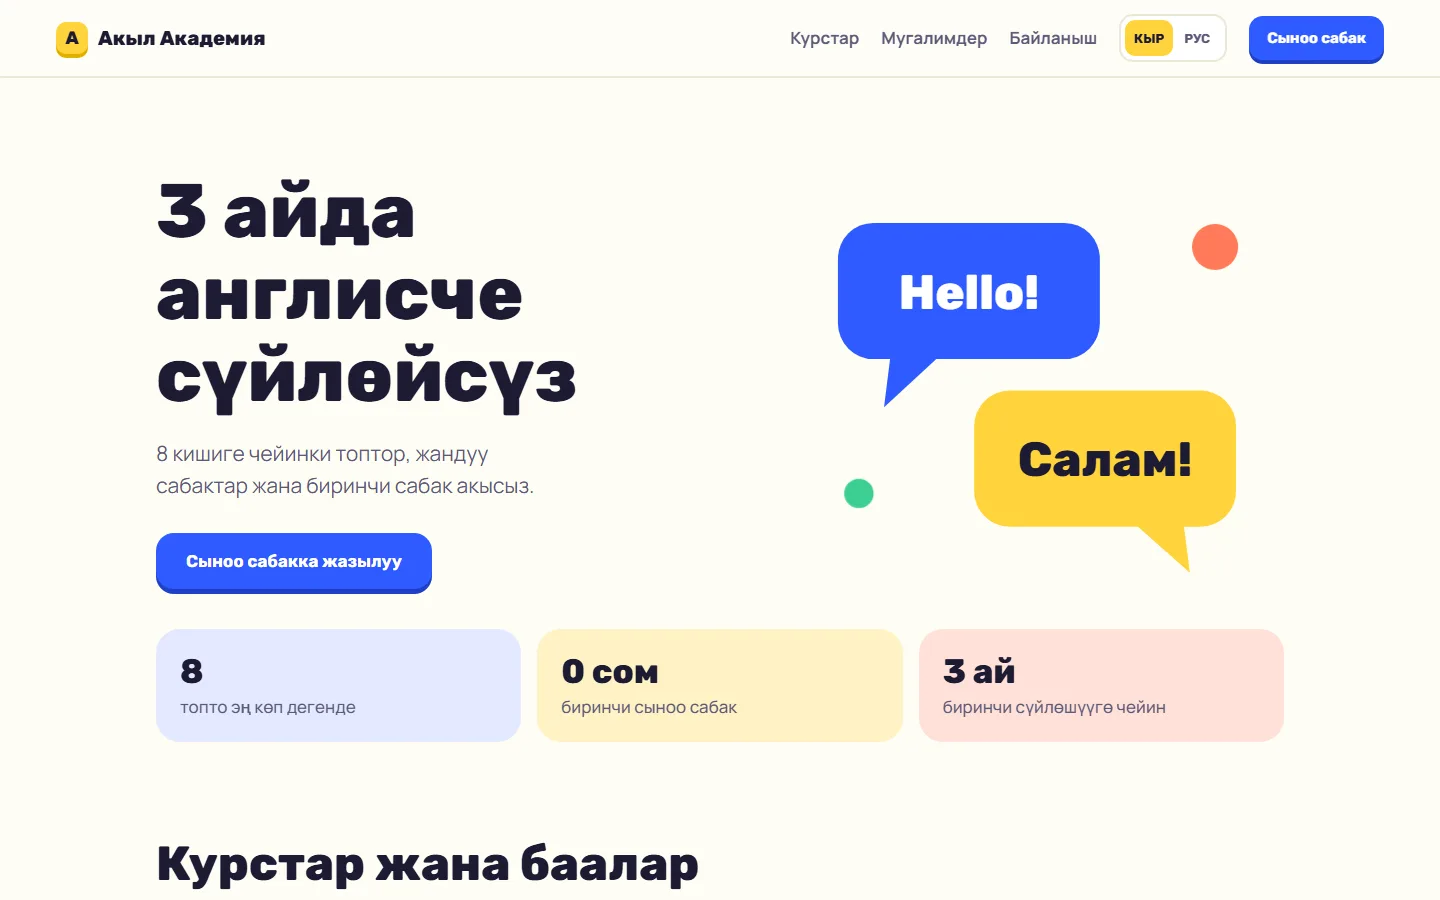 A Акыл Академия
Курстар Мугалимдер Байланыш КЫР РУС Сыноо сабак
3 айда
англисче
сүйлөйсүз
8 кишиге чейинки топтор, жандуу
сабактар жана биринчи сабак акысыз.
Сыноо сабакка жазылуу
Hello!
Салам!
8
топто эң көп дегенде
0 сом
биринчи сыноо сабак
3 ай
биринчи сүйлөшүүгө чейин
Курстар жана баалар